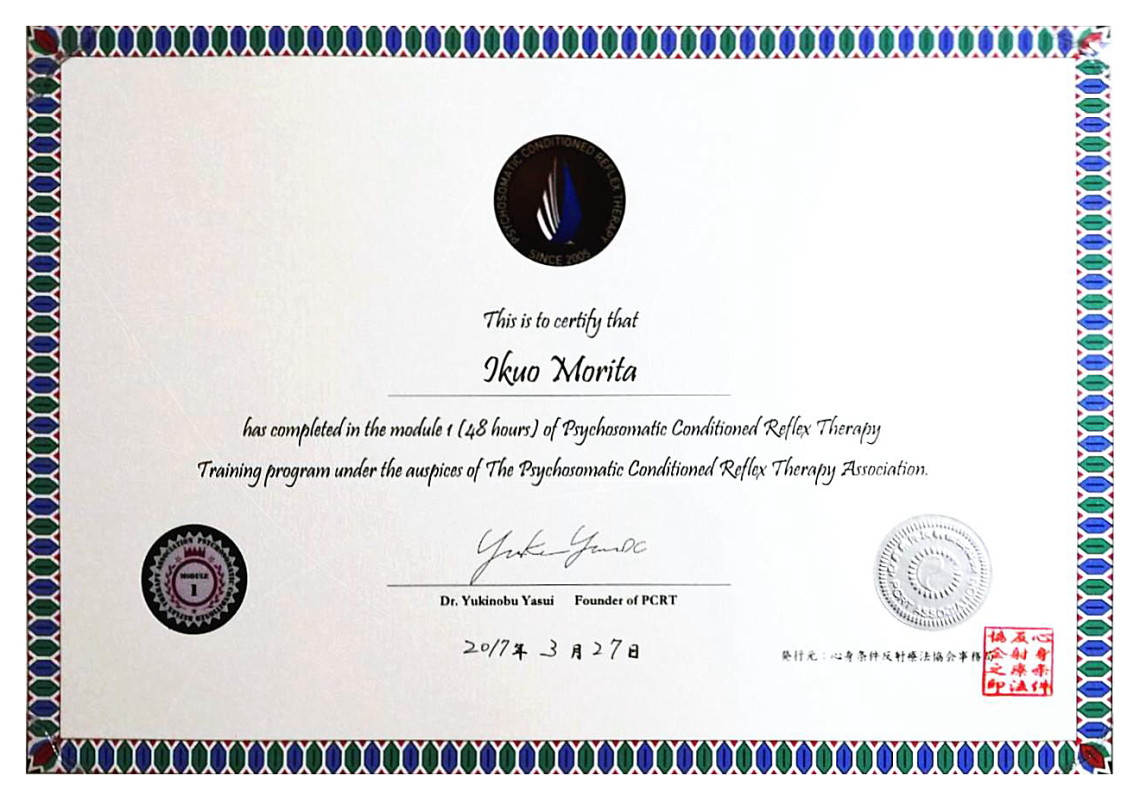 PSYCHOSOMATIC CONDITIONED REFLEX THERAPY
SINCE 2005
This is to certify that
Ikuo Morita
has completed in the module 1 (48 hours) of Psychosomatic Conditioned Reflex Therapy
Training program under the auspices of The Psychosomatic Conditioned Reflex Therapy Association.
MODULE
1
PCRT ASSOCIATION
Dr. Yukinobu Yasui Founder of PCRT
2017年 3月27日
発行元：心身条件反射療法協会事務局
心身条件
反射療法
協会之印